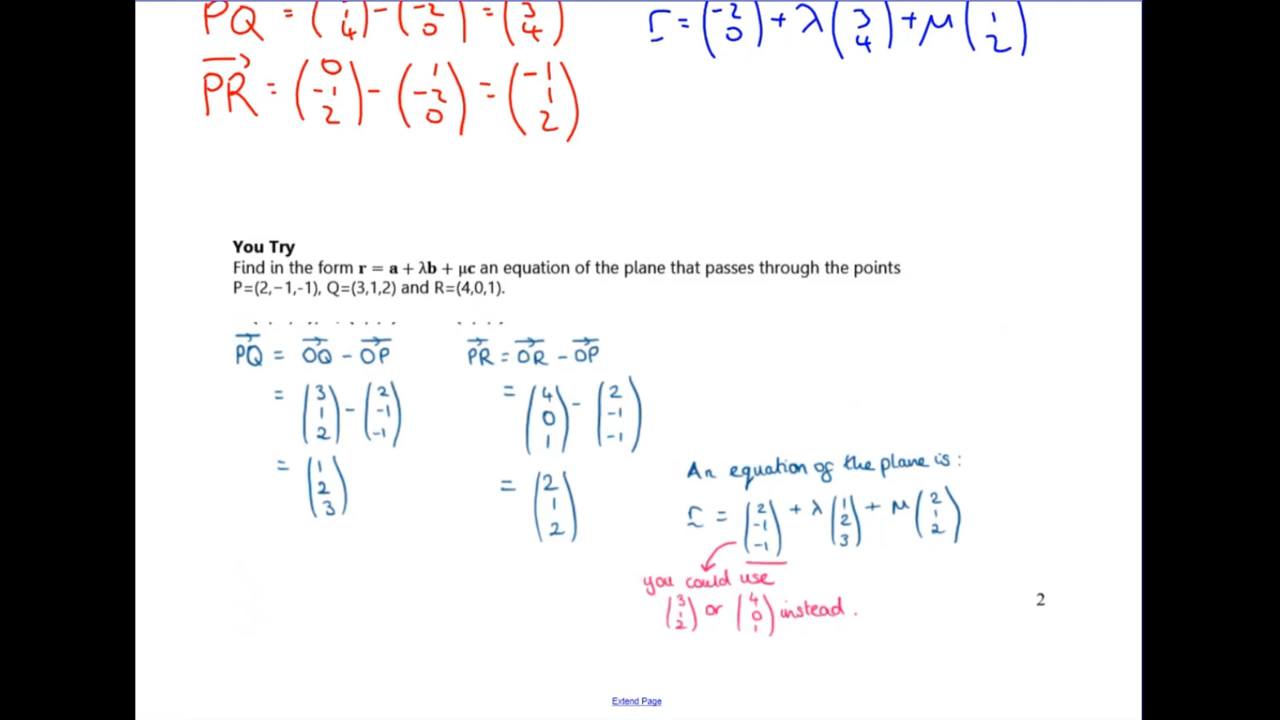 PQ = ( 1 4 ) - ( -2 0 ) = ( 3 4 )
r = ( -2 0 ) + λ ( 3 4 ) + μ ( 1 2 )
PR = ( 0 -1 2 ) - ( 1 -2 0 ) = ( -1 1 2 )
You Try
Find in the form r = a + λb + μc an equation of the plane that passes through the points
P=(2,−1,-1), Q=(3,1,2) and R=(4,0,1).
PQ = OQ - OP
= ( 3 1 2 ) - ( 2 -1 -1 )
= ( 1 2 3 )
PR = OR - OP
= ( 4 0 1 ) - ( 2 -1 -1 )
= ( 2 1 2 )
An equation of the plane is:
r = ( 2 -1 -1 ) + λ ( 1 2 3 ) + μ ( 2 1 2 )
you could use
( 3 1 2 ) or ( 4 0 1 ) instead.
2
Extend Page